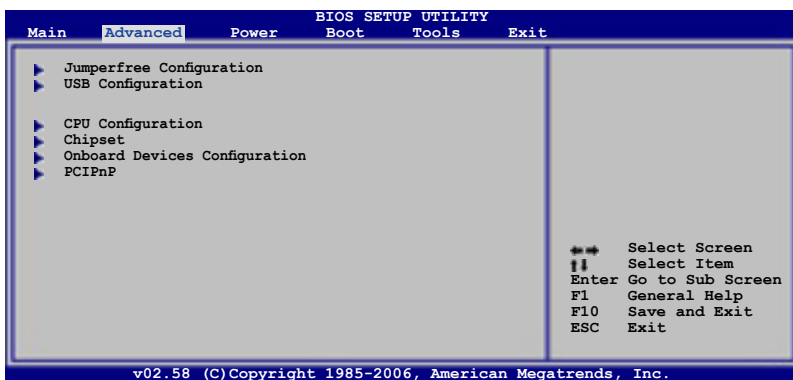 BIOS SETUP UTILITY
Main Advanced Power Boot Tools Exit
Jumperfree Configuration
USB Configuration
CPU Configuration
Chipset
Onboard Devices Configuration
PCIPnP
Select Screen
Select Item
Enter Go to Sub Screen
F1 General Help
F10 Save and Exit
ESC Exit
v02.58 (C)Copyright 1985-2006, American Megatrends, Inc.